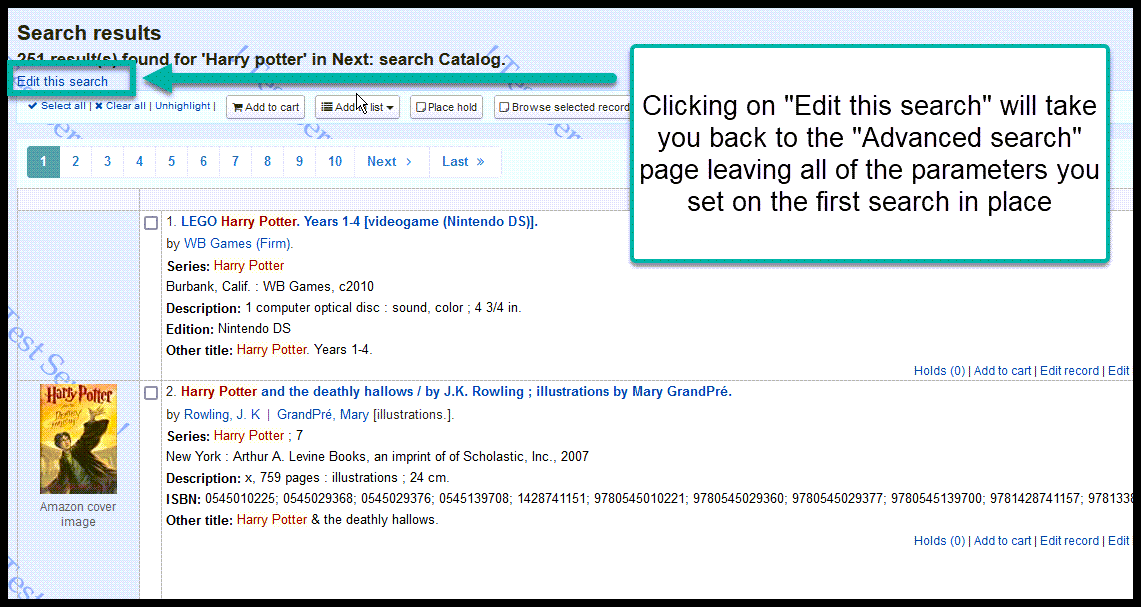 Search results
251 result(s) found for 'Harry potter' in Next: search Catalog.
Edit this search
Select all | Clear all | Unhighlight |
Add to cart
Place hold
Browse selected record
Clicking on "Edit this search" will take
you back to the "Advanced search"
page leaving all of the parameters you
set on the first search in place
1 2 3 4 5 6 7 8 9 10 Next > Last »
1. LEGO Harry Potter. Years 1-4 [videogame (Nintendo DS)].
by WB Games (Firm).
Series: Harry Potter
Burbank, Calif. : WB Games, c2010
Description: 1 computer optical disc : sound, color ; 4 3/4 in.
Edition: Nintendo DS
Other title: Harry Potter. Years 1-4.
Holds (0) | Add to cart | Edit record | Edit
Harry Potter
2. Harry Potter and the deathly hallows / by J.K. Rowling ; illustrations by Mary GrandPré.
by Rowling, J. K | GrandPré, Mary [illustrations.].
Series: Harry Potter ; 7
New York : Arthur A. Levine Books, an imprint of of Scholastic, Inc., 2007
Description: x, 759 pages : illustrations ; 24 cm.
ISBN: 0545010225; 0545029368; 0545029376; 0545139708; 1428741151; 9780545010221; 9780545029360; 9780545029377; 9780545139700; 9781428741157; 9781338
Other title: Harry Potter & the deathly hallows.
Amazon cover
image
Holds (0) | Add to cart | Edit record | Edit